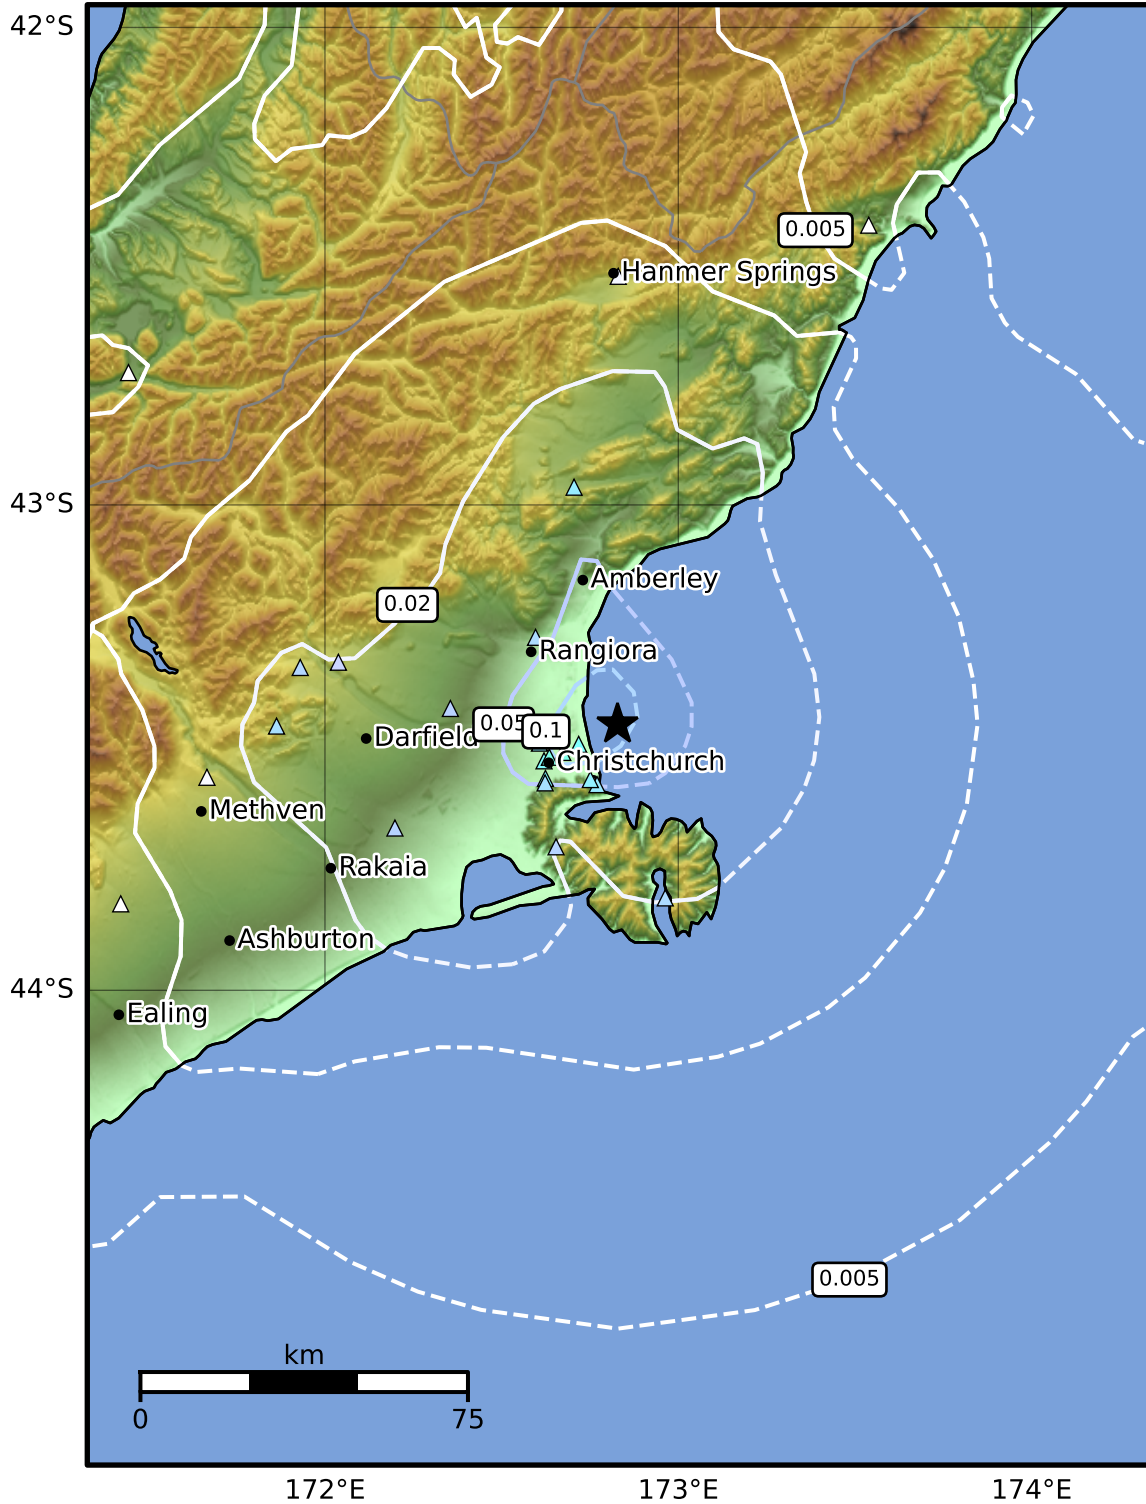 42°S
0.005
Hanmer Springs
43°S
Amberley
0.02
Rangiora
0.05
0.1
Darfield
Christchurch
Methven
Rakaia
Ashburton
44°S
Ealing
0.005
km
0
75
172°E
173°E
174°E